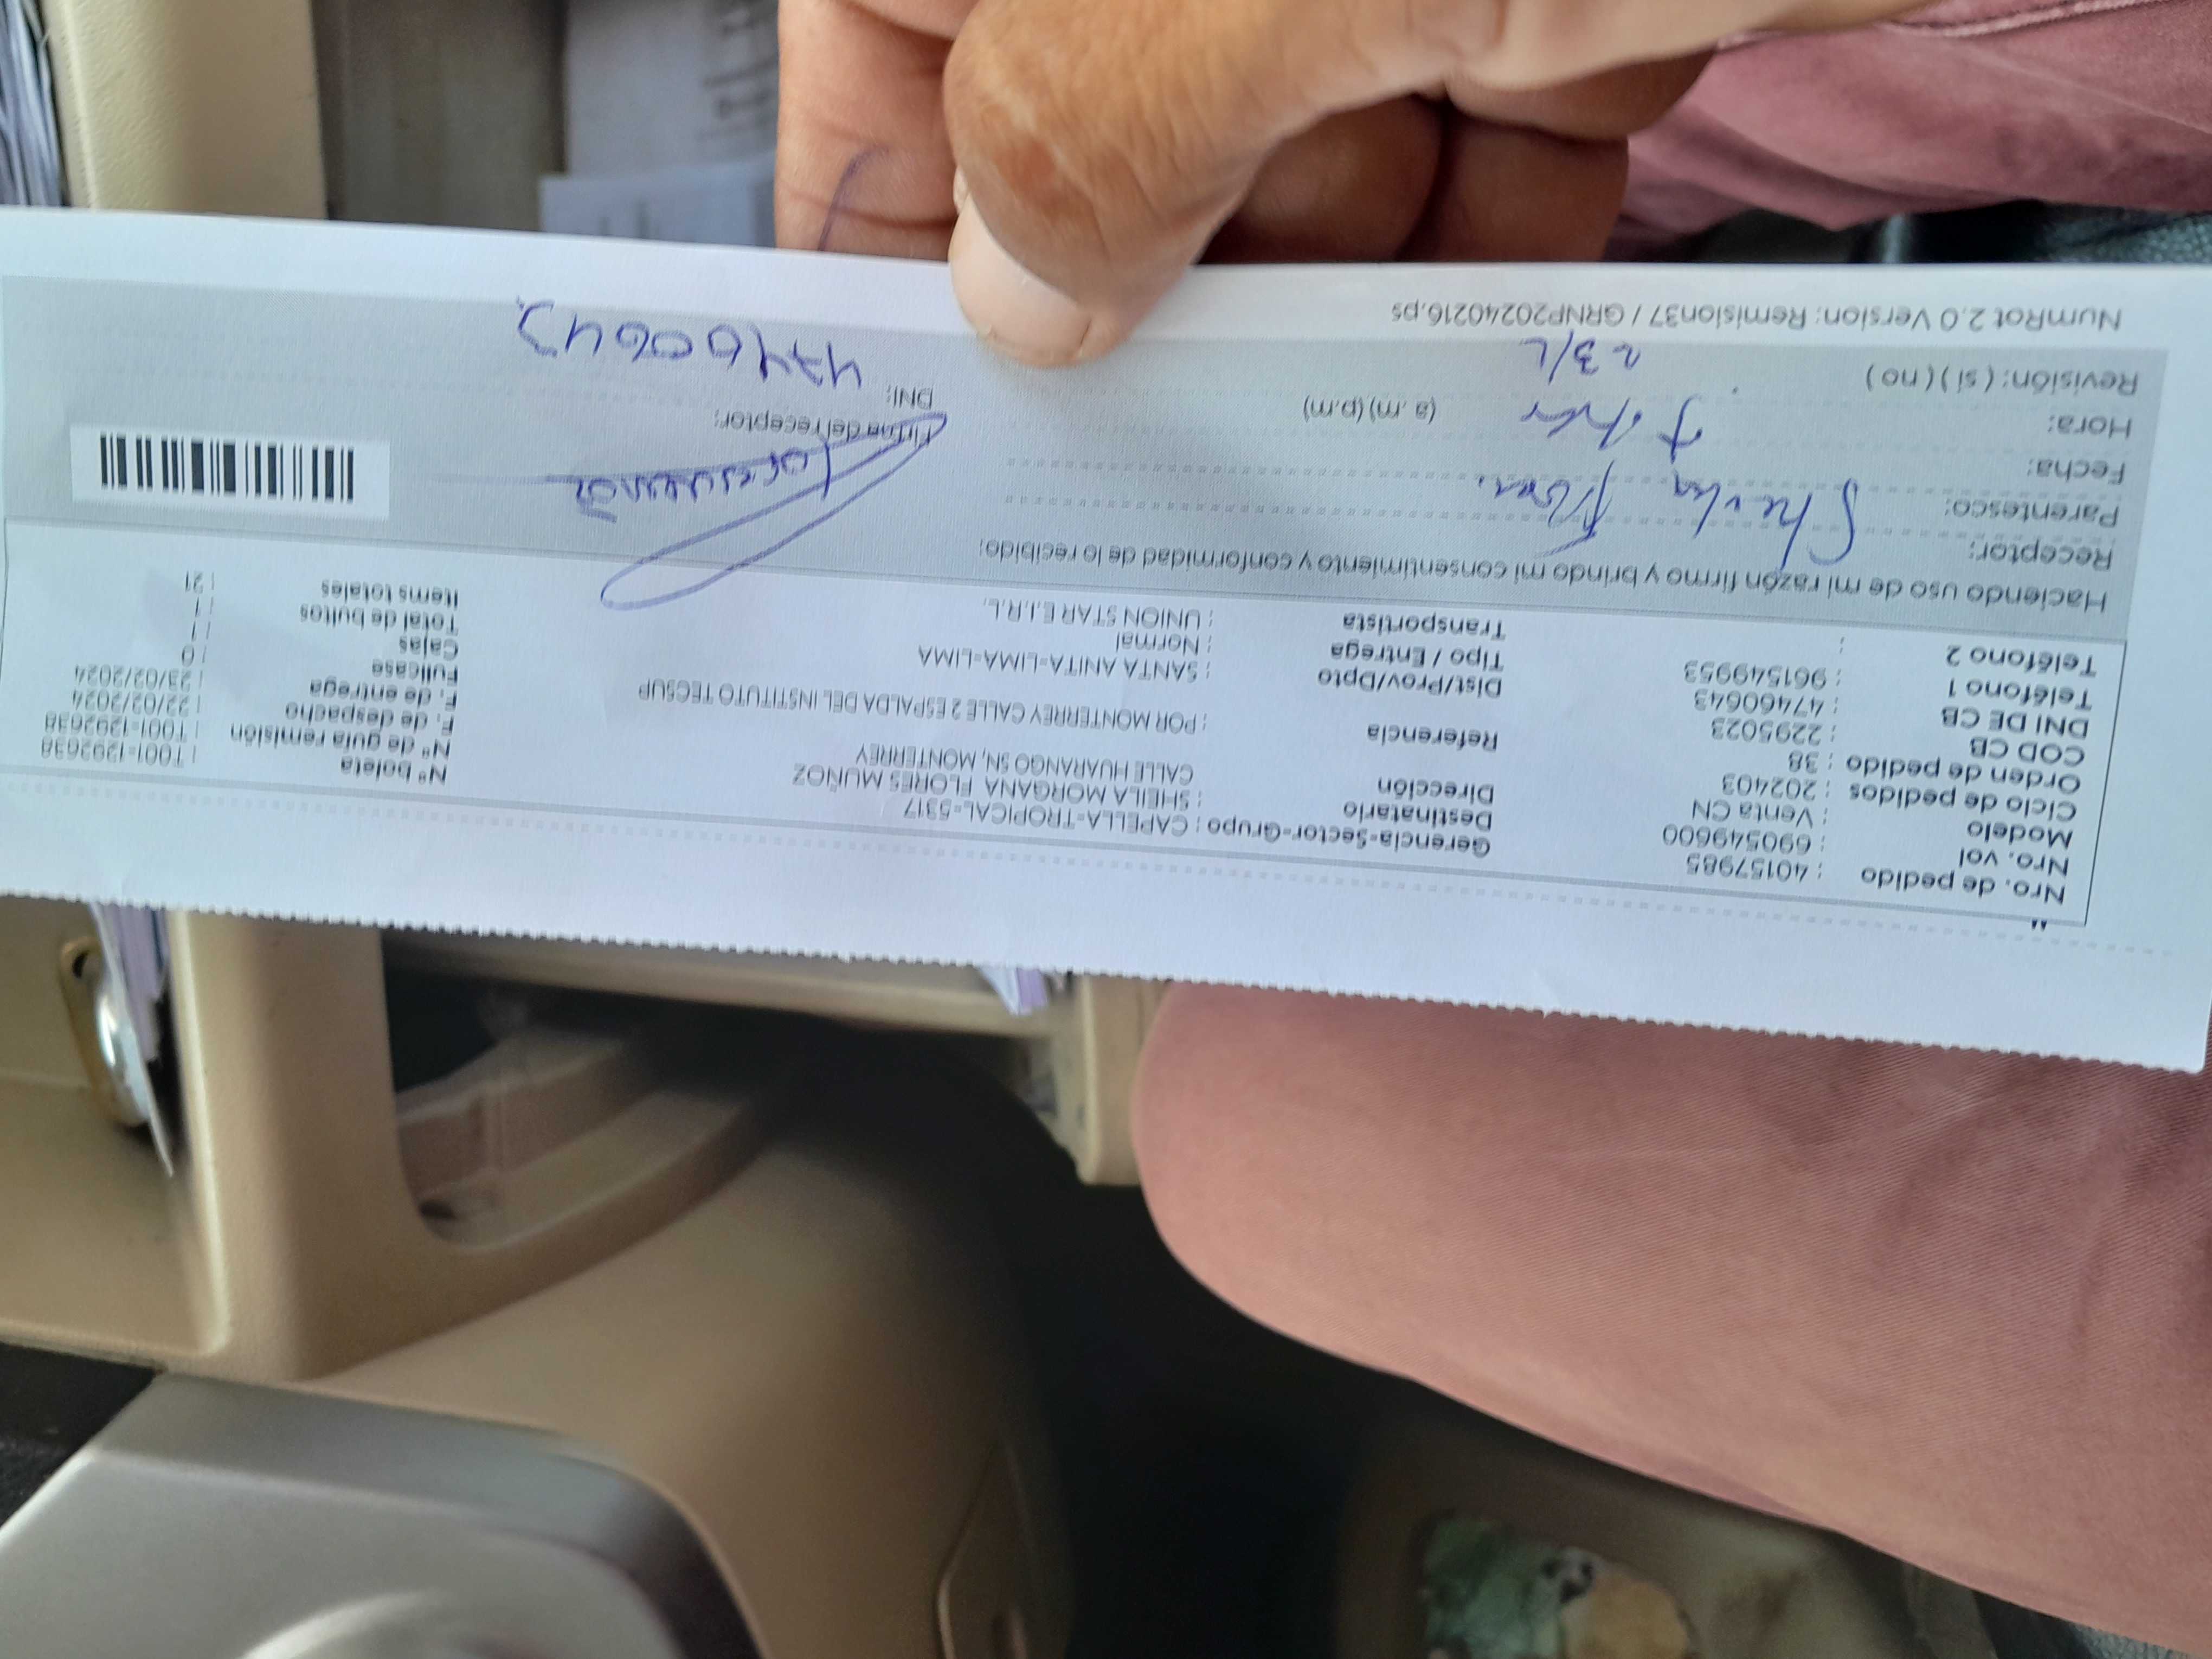 Nro. de pedido : 40157985
Nro. vol : 690549600
Modelo : Venta CN
Ciclo de pedidos : 202403
Orden de pedido : 38
COD CB : 2295023
DNI DE CB : 47460643
Teléfono 1 : 961549953
Teléfono 2 :
Gerencia-Sector-Grupo : CAPELLA-TROPICAL-5317
Destinatario : SHEILA MORGANA FLORES MUÑOZ
Dirección CALLE HUARANGO SN, MONTERREY
Referencia : POR MONTERREY CALLE 2 ESPALDA DEL INSTITUTO TECSUP
Dist/Prov/Dpto : SANTA ANITA-LIMA-LIMA
Tipo / Entrega : Normal
Transportista : UNION STAR E.I.R.L.
Nº boleta : T001-1292638
Nº de guia remisión : T001-1292638
F. de despacho : 22/02/2024
F. de entrega : 23/02/2024
Fullcase : 0
Cajas : 1
Total de bultos : 1
Items totales : 21
Haciendo uso de mi razón firmo y brindo mi consentimiento y conformidad de lo recibido:
Receptor:
Parentesco:
Fecha:
Hora: (a.m) (p.m)
Revisión: ( si ) ( no )
23/2
Firma del receptor:
DNI: 47460643
NumRot 2.0 Version: Remision37 / GRNP20240216.ps